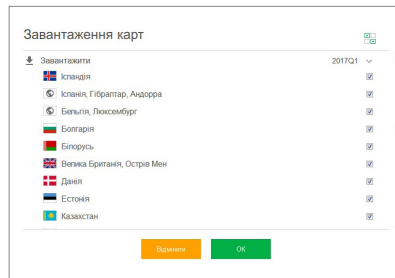 Завантаження карт
Завантажити 2017Q1
Ісландія
Іспанія, Гібралтар, Андорра
Бельгія, Люксембург
Болгарія
Білорусь
Велика Британія, Острів Мен
Данія
Естонія
Казахстан
Відмінити OK